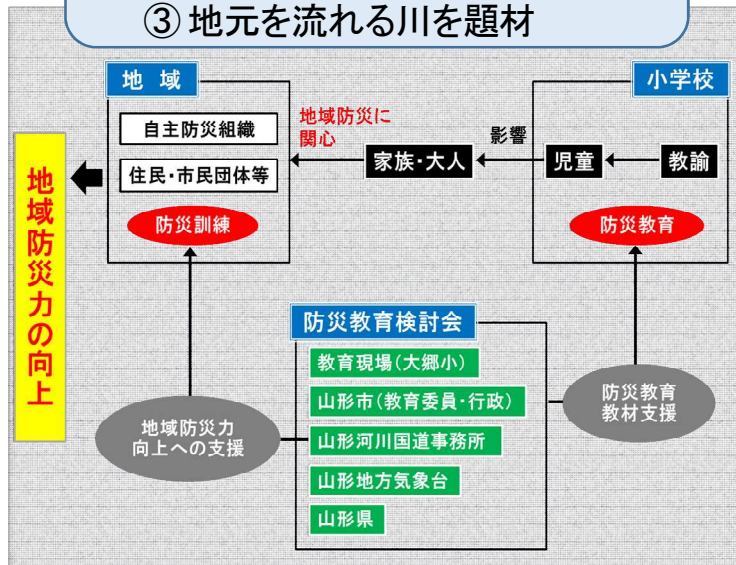 ③ 地元を流れる川を題材
地 域
小学校
自主防災組織
住民・市民団体等
防災訓練
地域防災に
関心
家族・大人
影響
児童
教諭
防災教育
地域防災力の向上
防災教育検討会
教育現場(大郷小)
山形市(教育委員・行政)
山形河川国道事務所
山形地方気象台
山形県
地域防災力
向上への支援
防災教育
教材支援